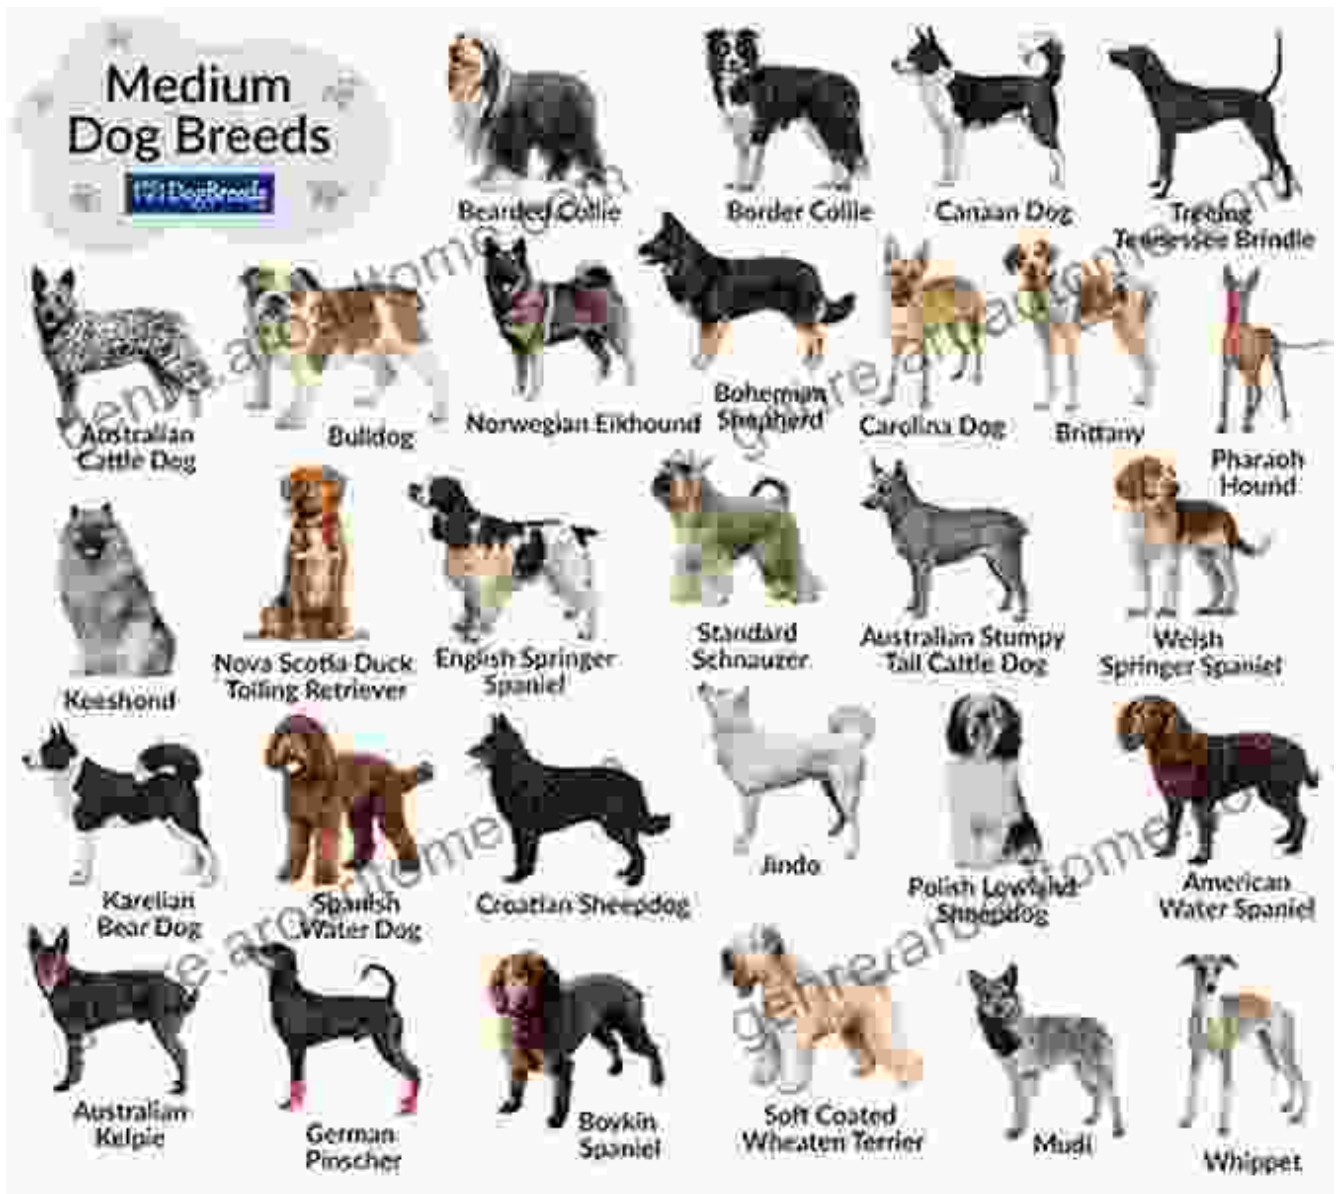 Medium
Dog Breeds
DogBreeds
Bearded Collie
Border Collie
Canaan Dog
Treeing
Tennessee Brindle
Australian
Cattle Dog
Bulldog
Norwegian Elkhound
Bohemian
Shepherd
Carolina Dog
Brittany
Pharaoh
Hound
Keeshond
Nova Scotia Duck
Tolling Retriever
English Springer
Spaniel
Standard
Schnauzer
Australian Stumpy
Tail Cattle Dog
Welsh
Springer Spaniel
Karelian
Bear Dog
Spanish
Water Dog
Croatian Sheepdog
Jindo
Polish Lowland
Sheepdog
American
Water Spaniel
Australian
Kelpie
German
Pinscher
Boykin
Spaniel
Soft Coated
Wheaten Terrier
Mudi
Whippet